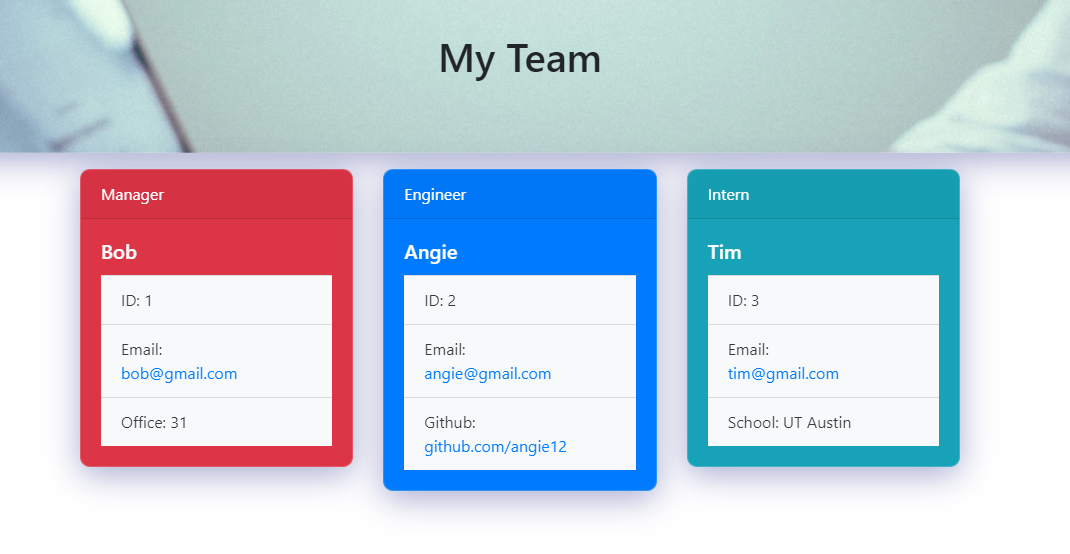 My Team
Manager
Bob
ID: 1
Email:
bob@gmail.com
Office: 31
Engineer
Angie
ID: 2
Email:
angie@gmail.com
Github:
github.com/angie12
Intern
Tim
ID: 3
Email:
tim@gmail.com
School: UT Austin